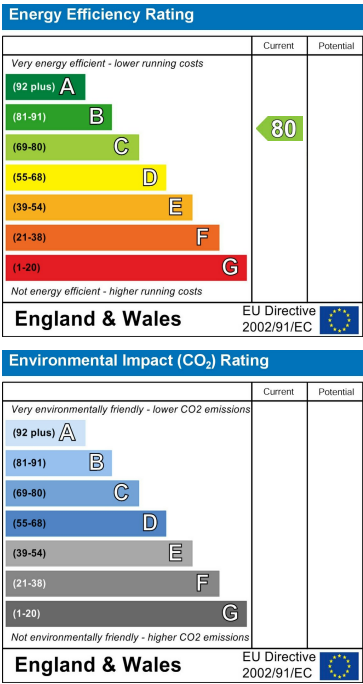 Energy Efficiency Rating
Current Potential
Very energy efficient - lower running costs
(92 plus) A
(81-91) B
80
(69-80) C
(55-68) D
(39-54) E
(21-38) F
(1-20) G
Not energy efficient - higher running costs
England & Wales
EU Directive
2002/91/EC
Environmental Impact (CO₂) Rating
Current Potential
Very environmentally friendly - lower CO2 emissions
(92 plus) A
(81-91) B
(69-80) C
(55-68) D
(39-54) E
(21-38) F
(1-20) G
Not environmentally friendly - higher CO2 emissions
England & Wales
EU Directive
2002/91/EC